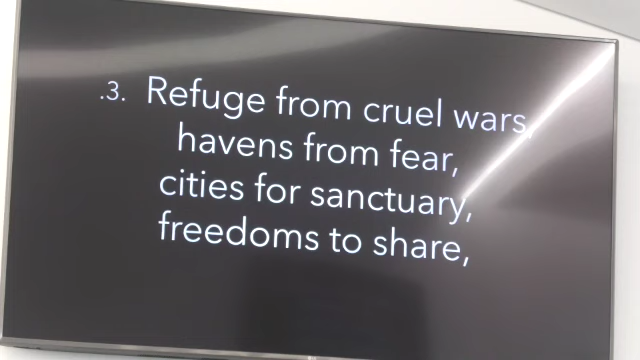 .3. Refuge from cruel wars,
havens from fear,
cities for sanctuary,
freedoms to share,